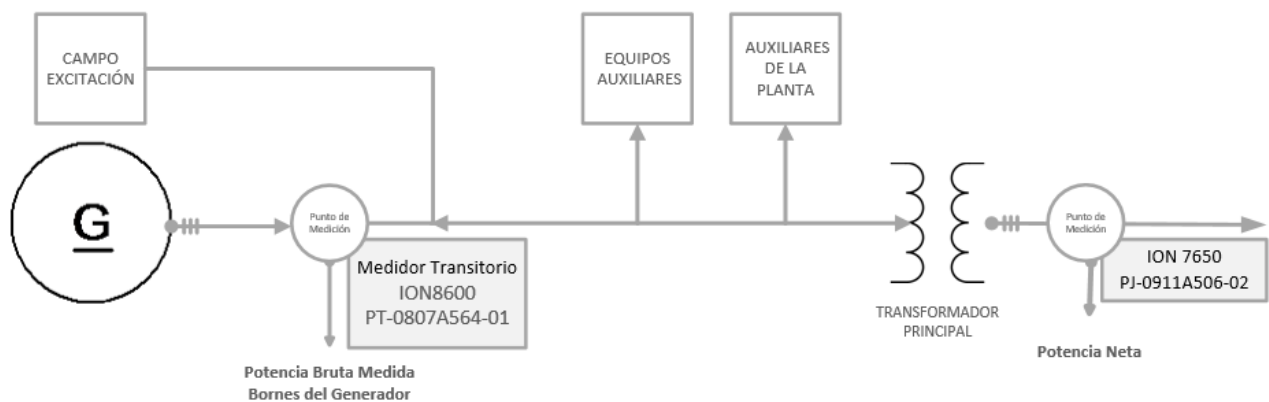 CAMPO
EXCITACIÓN
EQUIPOS
AUXILIARES
AUXILIARES
DE LA
PLANTA
G
Punto de
Medición
Medidor Transitorio
ION8600
PT-0807A564-01
Potencia Bruta Medida
Bornes del Generador
TRANSFORMADOR
PRINCIPAL
Punto de
Medición
ION 7650
PJ-0911A506-02
Potencia Neta